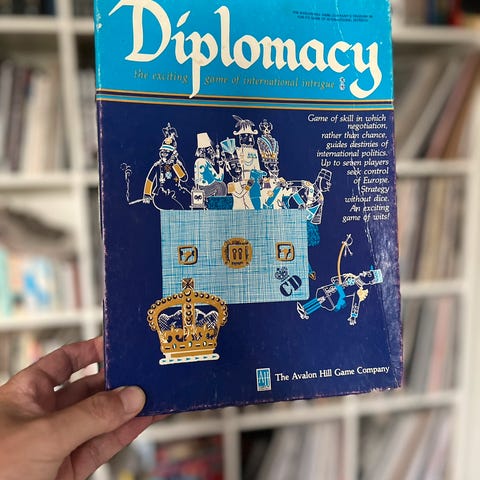 Diplomacy
the exciting game of international intrigue
Game of skill in which
negotiation,
rather than chance,
guides destinies of
international politics.
Up to seven players
seek control
of Europe.
Strategy
without dice.
An exciting
game of wits!
CD
AH
The Avalon Hill Game Company